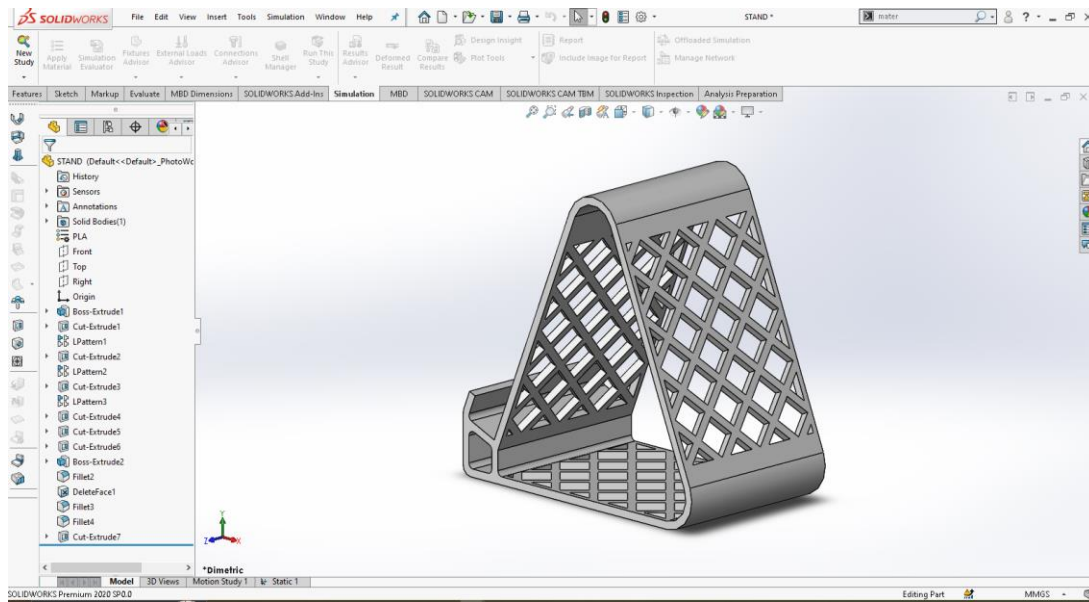 SOLIDWORKS File Edit View Insert Tools Simulation Window Help STAND * mater
New Study
Apply Material
Simulation Evaluator
Fixtures Advisor
External Loads Advisor
Connections Advisor
Shell Manager
Run This Study
Results Advisor
Deformed Result
Compare Results
Design Insight
Plot Tools
Report
Include Image for Report
Offloaded Simulation
Manage Network
Features Sketch Markup Evaluate MBD Dimensions SOLIDWORKS Add-Ins Simulation MBD SOLIDWORKS CAM SOLIDWORKS CAM TBM SOLIDWORKS Inspection Analysis Preparation
STAND (Default<<Default>_PhotoWc
History
Sensors
Annotations
Solid Bodies(1)
PLA
Front
Top
Right
Origin
Boss-Extrude1
Cut-Extrude1
LPattern1
Cut-Extrude2
LPattern2
Cut-Extrude3
LPattern3
Cut-Extrude4
Cut-Extrude5
Cut-Extrude6
Boss-Extrude2
Fillet2
DeleteFace1
Fillet3
Fillet4
Cut-Extrude7
Y
Z X
*Dimetric
Model 3D Views Motion Study 1 Static 1
SOLIDWORKS Premium 2020 SP0.0 Editing Part MMGS